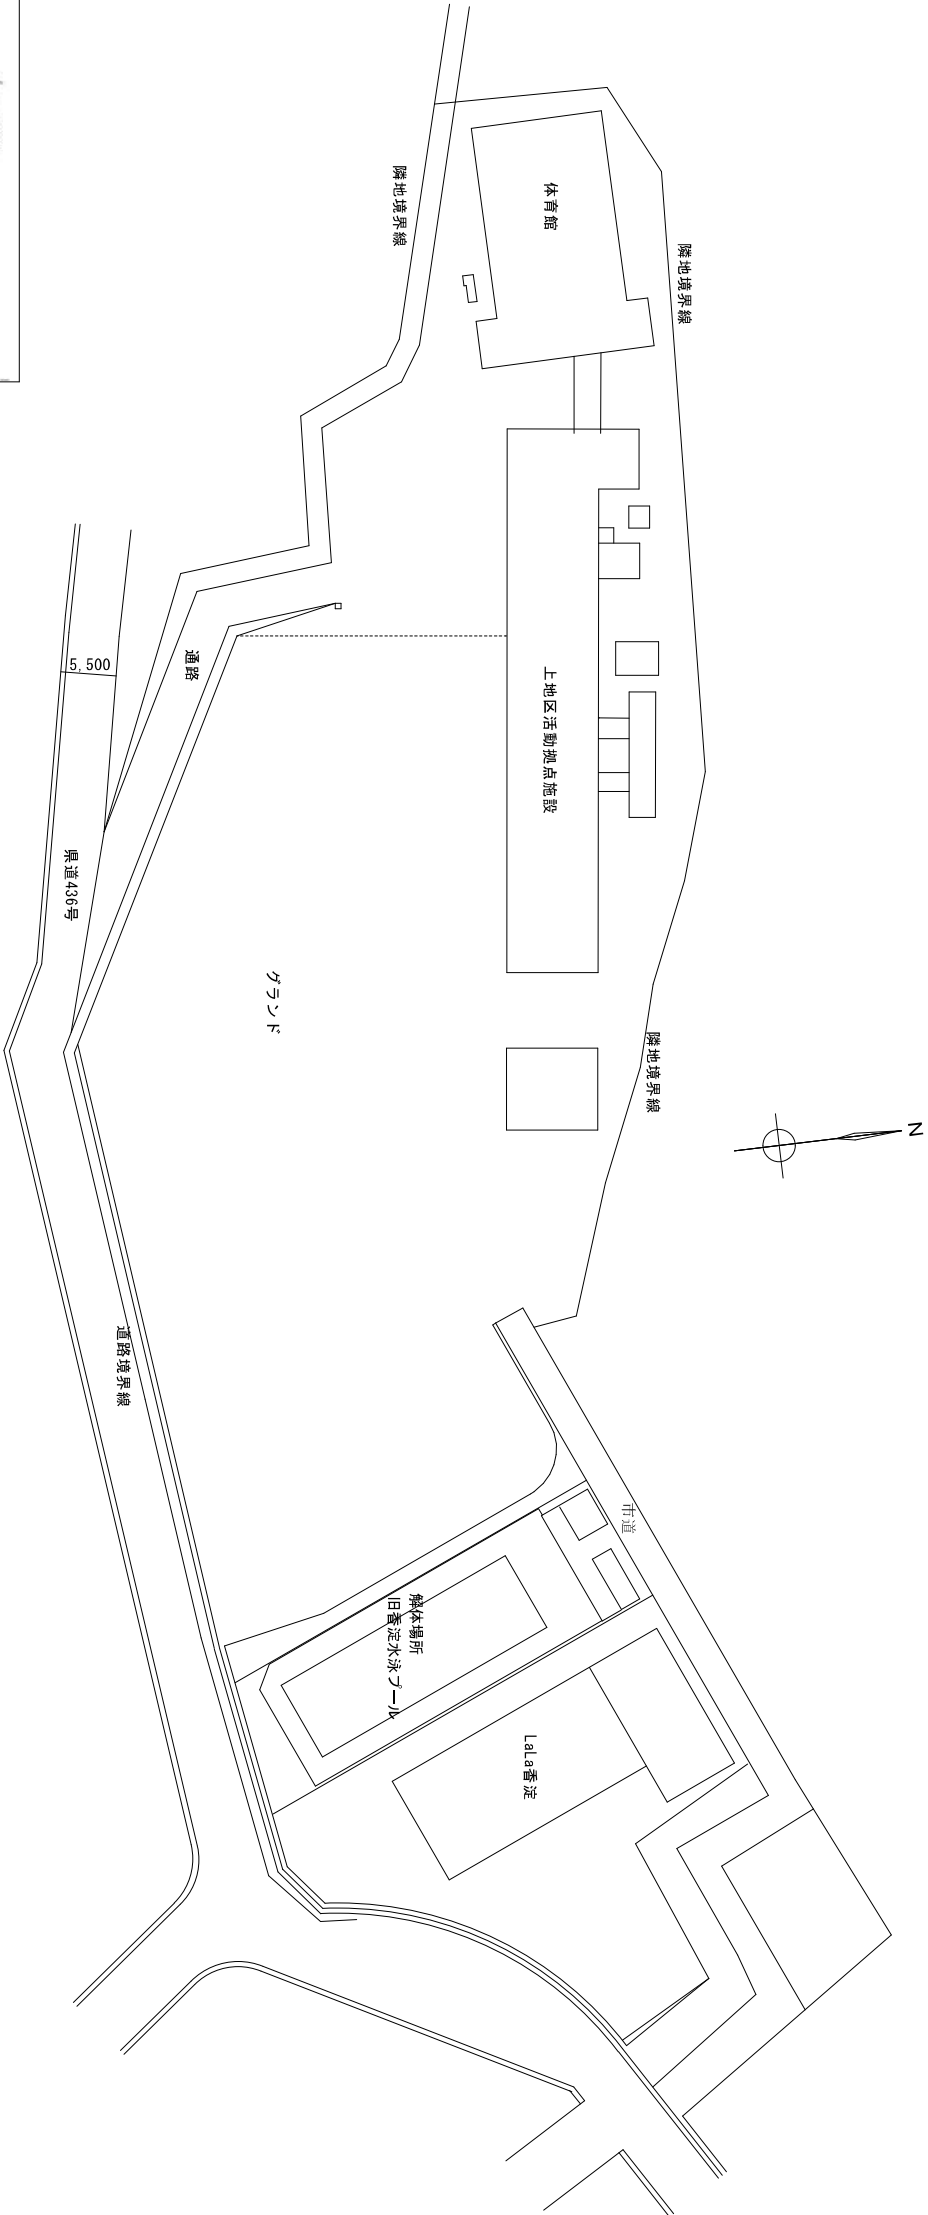 隣地境界線
体育館
隣地境界線
通路
5,500
上地区活動拠点施設
県道436号
グランド
隣地境界線
N
道路境界線
市道
解体場所
旧香淀水泳プール
LaLa香淀